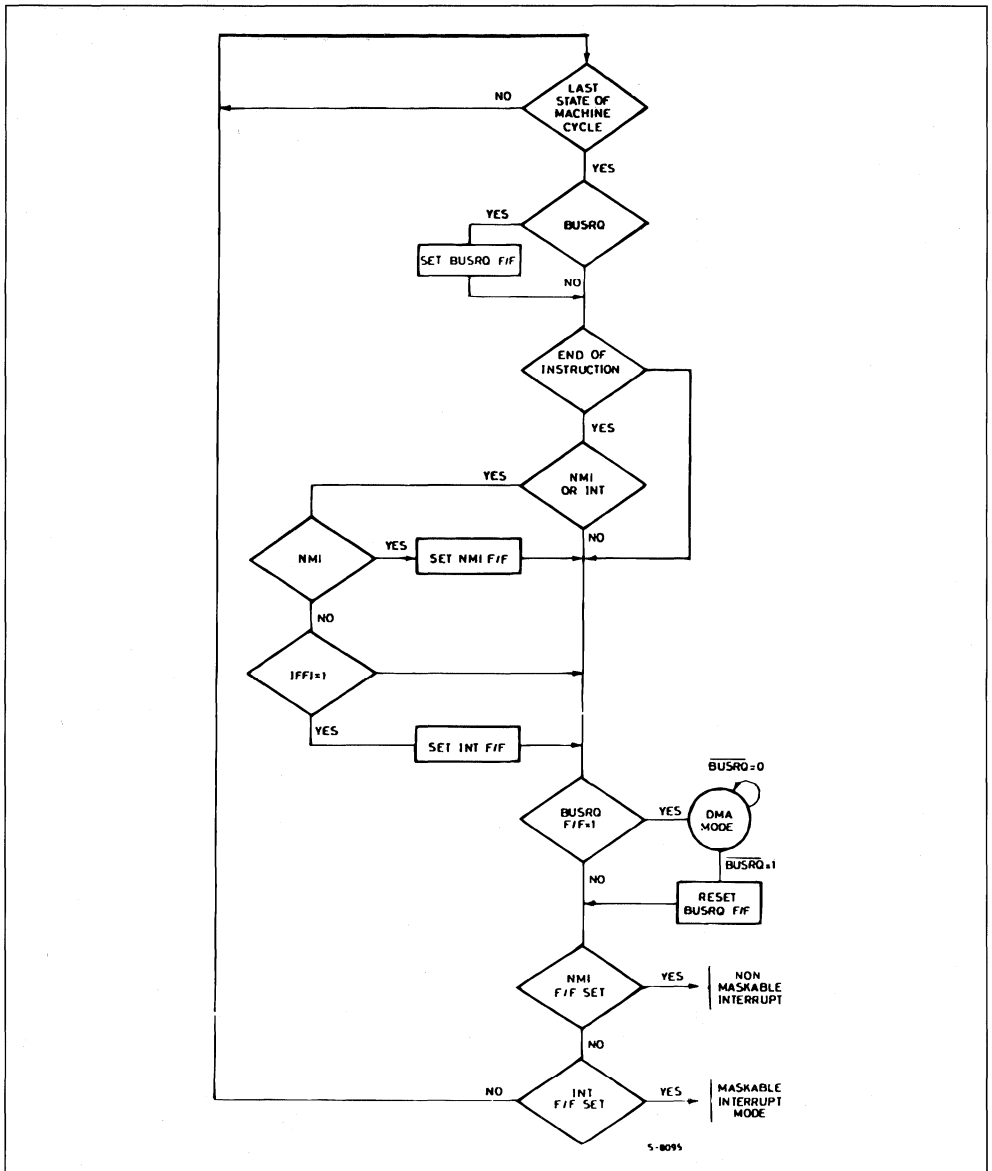 LAST
STATE OF
MACHINE
CYCLE
NO
YES
BUSRQ
YES
SET BUSRQ F/F
NO
END OF
INSTRUCTION
YES
NMI
OR INT
YES
NO
NMI
YES
SET NMI F/F
NO
IFF1=1
YES
SET INT F/F
BUSRQ
F/F=1
YES
DMA
MODE
BUSRQ=0
BUSRQ=1
NO
RESET
BUSRQ F/F
NMI
F/F SET
YES
NON
MASKABLE
INTERRUPT
NO
INT
F/F SET
NO
YES
MASKABLE
INTERRUPT
MODE
S-8095